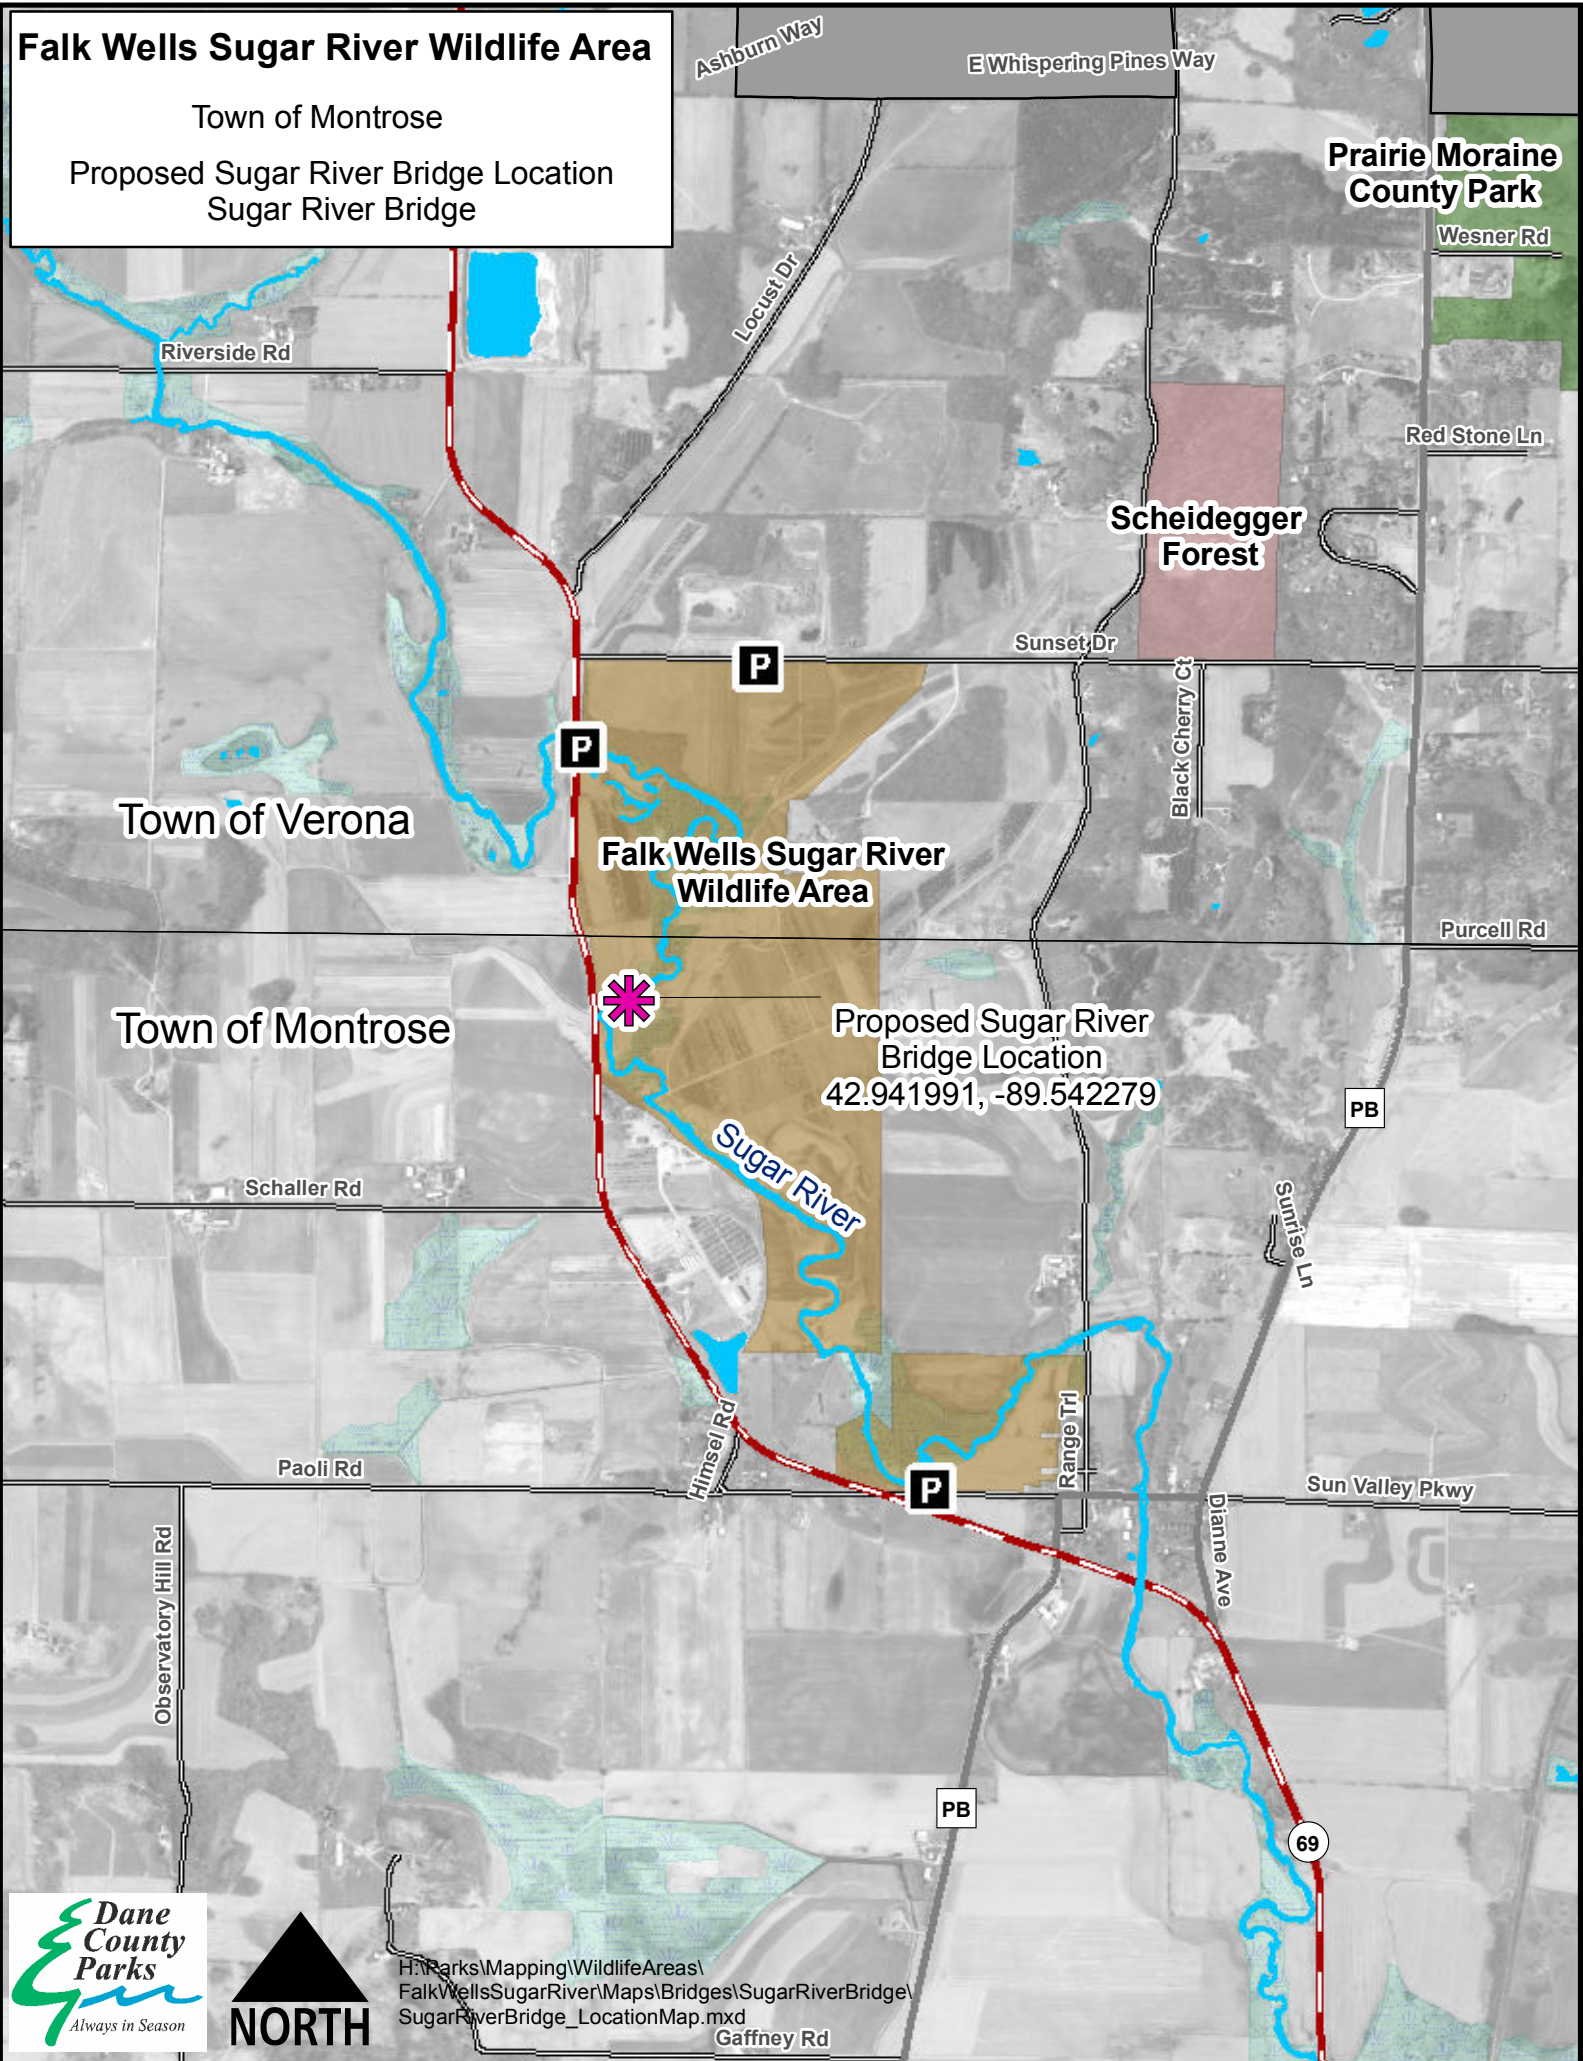 Falk Wells Sugar River Wildlife Area
Town of Montrose
Proposed Sugar River Bridge Location
Sugar River Bridge
Ashburn Way
E Whispering Pines Way
Prairie Moraine
County Park
Wesner Rd
Locust Dr
Riverside Rd
Red Stone Ln
Scheidegger
Forest
Sunset Dr
P
P
Black Cherry Ct
Town of Verona
Falk Wells Sugar River
Wildlife Area
Purcell Rd
Town of Montrose
Proposed Sugar River
Bridge Location
42.941991, -89.542279
PB
Sugar River
Schaller Rd
Sunrise Ln
Himsel Rd
Range Trl
Paoli Rd
P
Sun Valley Pkwy
Dianne Ave
Observatory Hill Rd
PB
69
Dane
County
Parks
Always in Season
NORTH
H:\Parks\Mapping\WildlifeAreas\
FalkWellsSugarRiver\Maps\Bridges\SugarRiverBridge\
SugarRiverBridge_LocationMap.mxd
Gaffney Rd